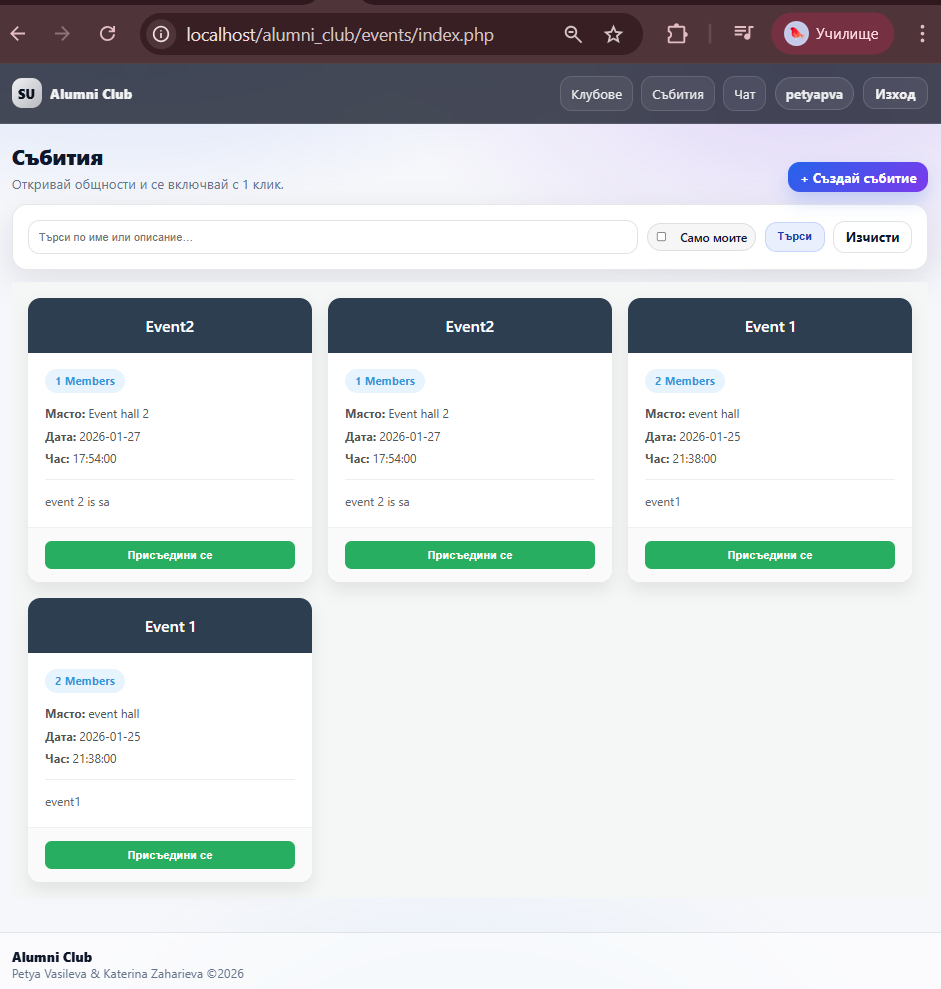 localhost/alumni_club/events/index.php
Училище
SU
Alumni Club
Клубове
Събития
Чат
petyapva
Изход
Събития
Откривай общности и се включвай с 1 клик.
+ Създай събитие
Търси по име или описание...
Само моите
Търси
Изчисти
Event2
1 Members
Място: Event hall 2
Дата: 2026-01-27
Час: 17:54:00
event 2 is sa
Присъедини се
Event2
1 Members
Място: Event hall 2
Дата: 2026-01-27
Час: 17:54:00
event 2 is sa
Присъедини се
Event 1
2 Members
Място: event hall
Дата: 2026-01-25
Час: 21:38:00
event1
Присъедини се
Event 1
2 Members
Място: event hall
Дата: 2026-01-25
Час: 21:38:00
event1
Присъедини се
Alumni Club
Petya Vasileva & Katerina Zaharieva ©2026